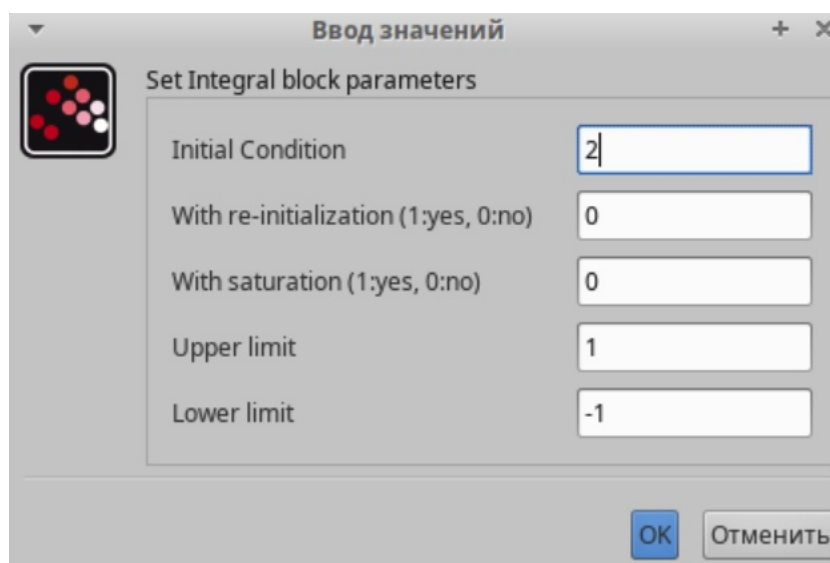 Ввод значений
Set Integral block parameters
Initial Condition 2
With re-initialization (1:yes, 0:no) 0
With saturation (1:yes, 0:no) 0
Upper limit 1
Lower limit -1
OK Отменить